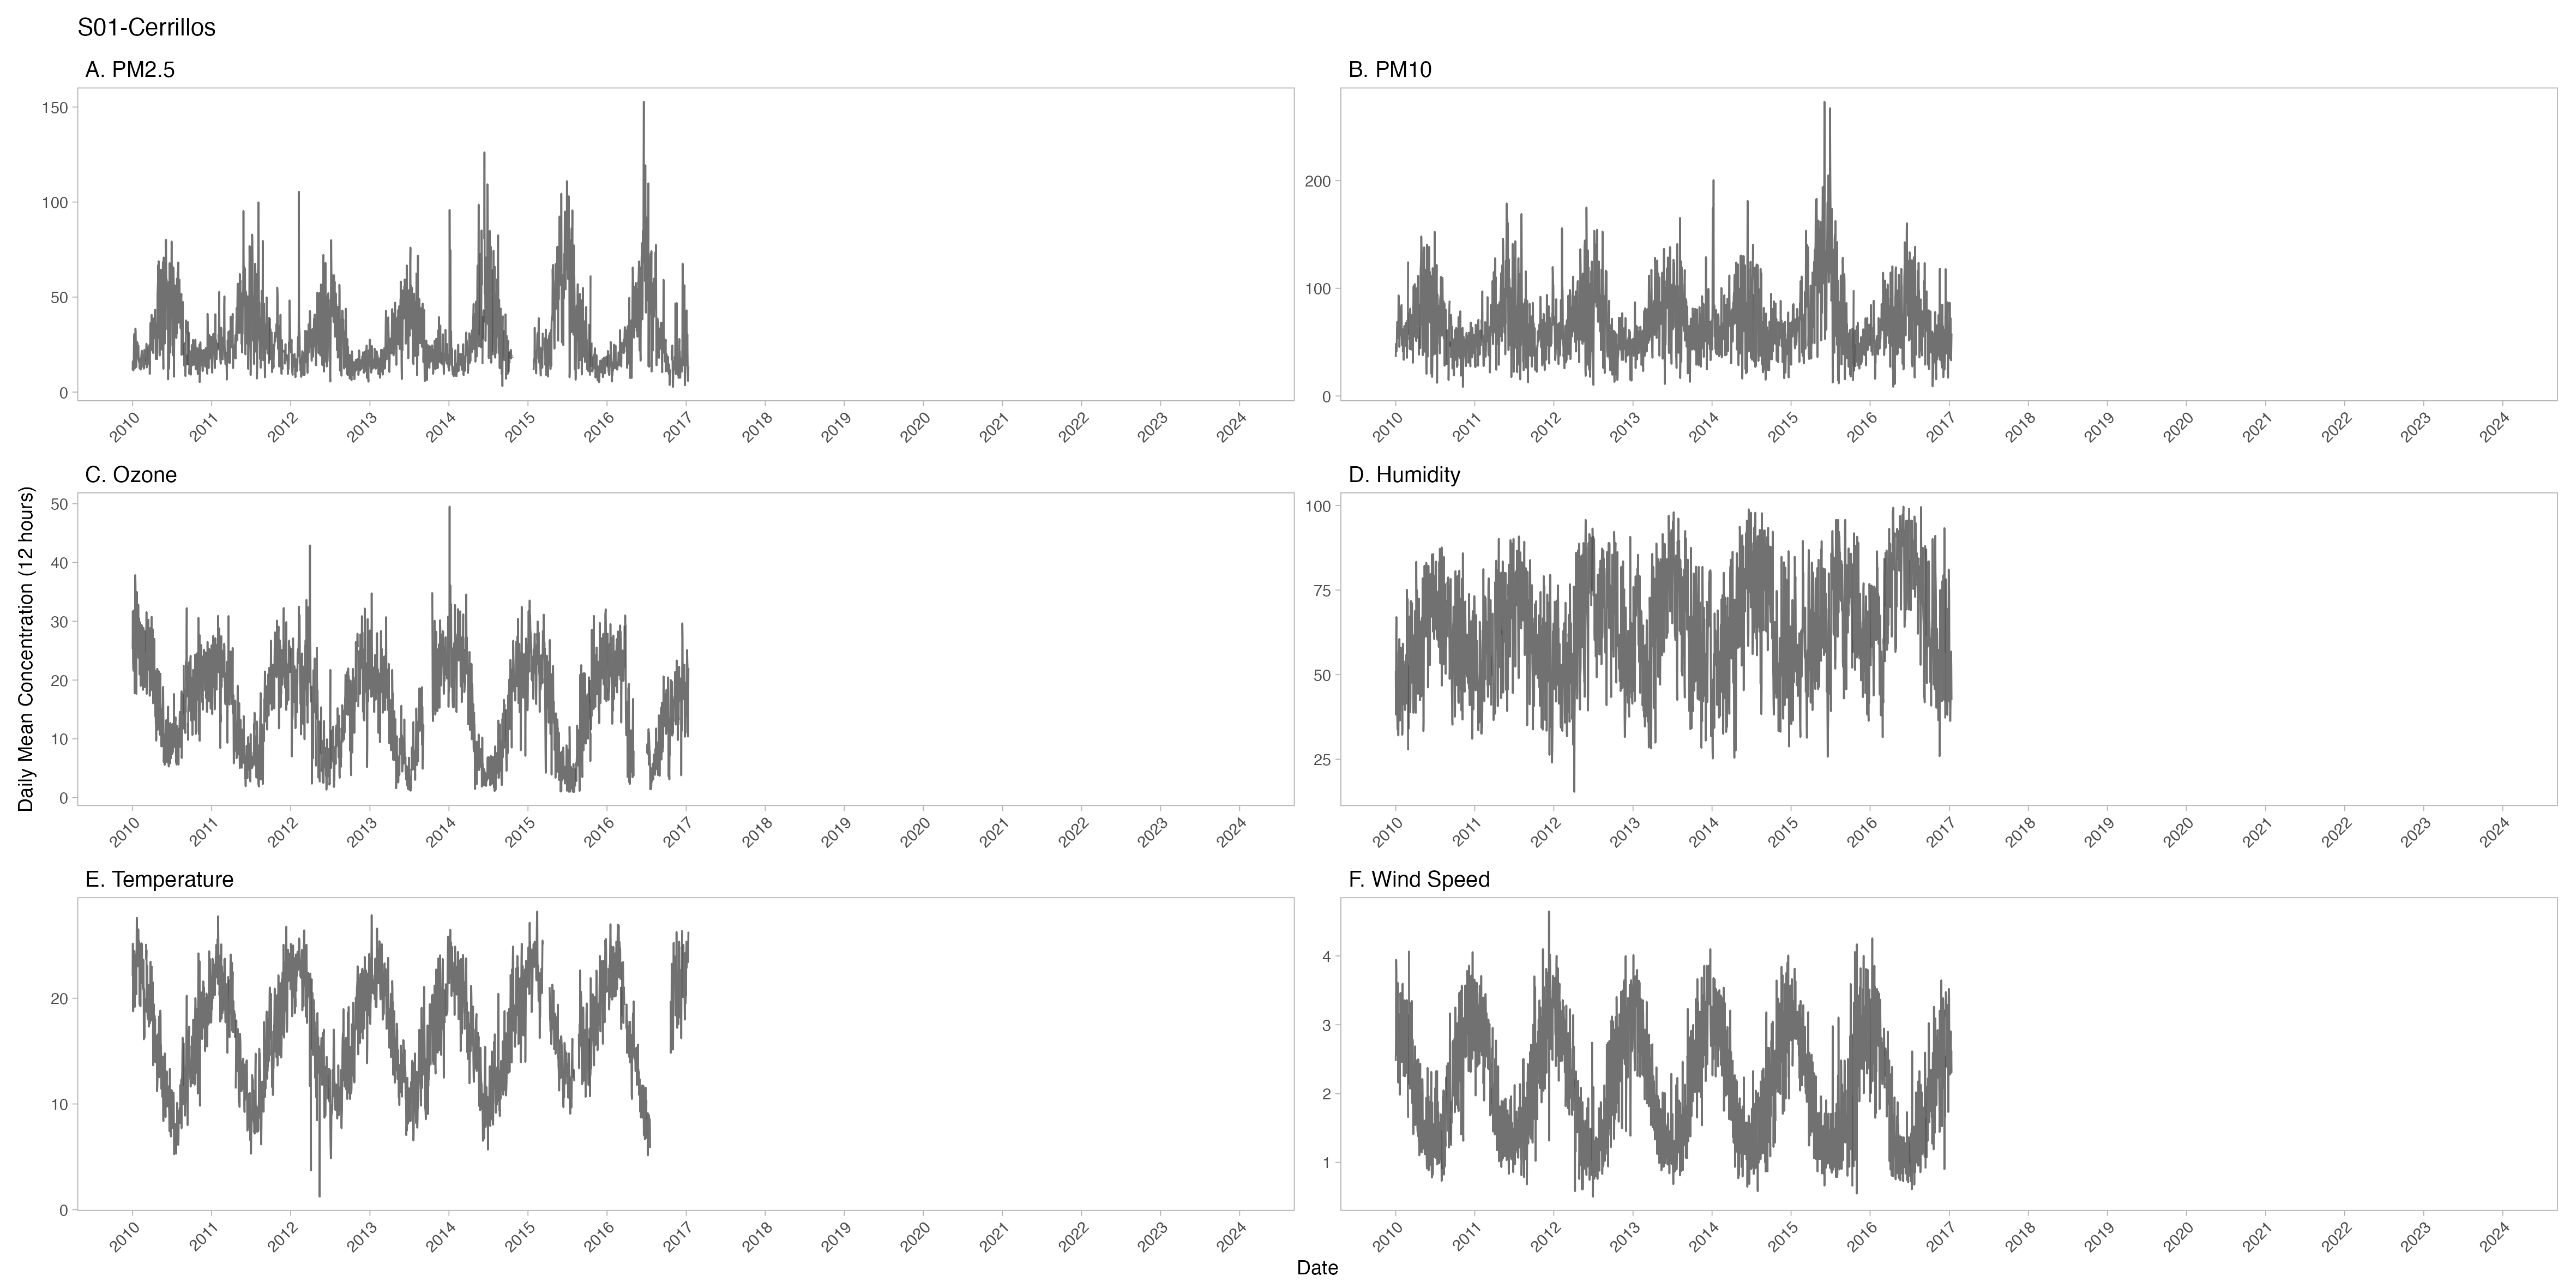 S01-Cerrillos
A. PM2.5
150
100
50
0
2010 2011 2012 2013 2014 2015 2016 2017 2018 2019 2020 2021 2022 2023 2024
B. PM10
200
100
0
2010 2011 2012 2013 2014 2015 2016 2017 2018 2019 2020 2021 2022 2023 2024
Daily Mean Concentration (12 hours)
C. Ozone
50
40
30
20
10
0
2010 2011 2012 2013 2014 2015 2016 2017 2018 2019 2020 2021 2022 2023 2024
D. Humidity
100
75
50
25
2010 2011 2012 2013 2014 2015 2016 2017 2018 2019 2020 2021 2022 2023 2024
E. Temperature
20
10
0
2010 2011 2012 2013 2014 2015 2016 2017 2018 2019 2020 2021 2022 2023 2024
F. Wind Speed
4
3
2
1
2010 2011 2012 2013 2014 2015 2016 2017 2018 2019 2020 2021 2022 2023 2024
Date